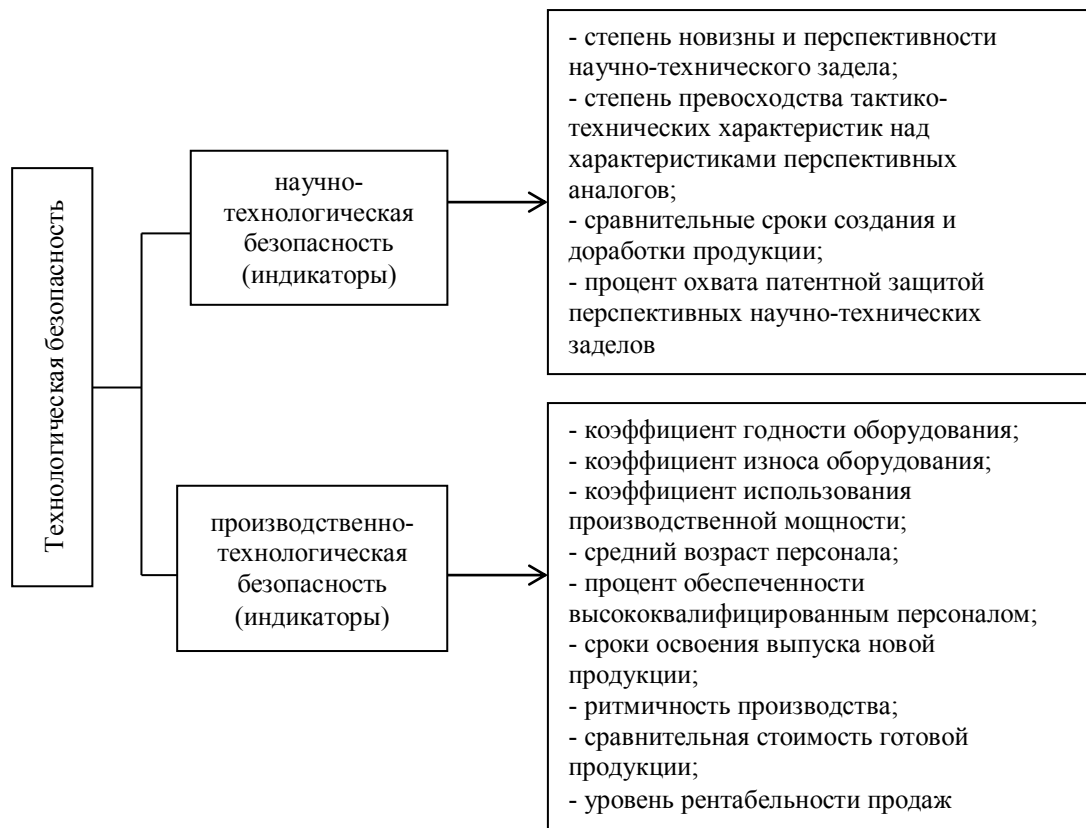 Технологическая безопасность
научно-
технологическая
безопасность
(индикаторы)
- степень новизны и перспективности
научно-технического задела;
- степень превосходства тактико-
технических характеристик над
характеристиками перспективных
аналогов;
- сравнительные сроки создания и
доработки продукции;
- процент охвата патентной защитой
перспективных научно-технических
заделов
производственно-
технологическая
безопасность
(индикаторы)
- коэффициент годности оборудования;
- коэффициент износа оборудования;
- коэффициент использования
производственной мощности;
- средний возраст персонала;
- процент обеспеченности
высококвалифицированным персоналом;
- сроки освоения выпуска новой
продукции;
- ритмичность производства;
- сравнительная стоимость готовой
продукции;
- уровень рентабельности продаж